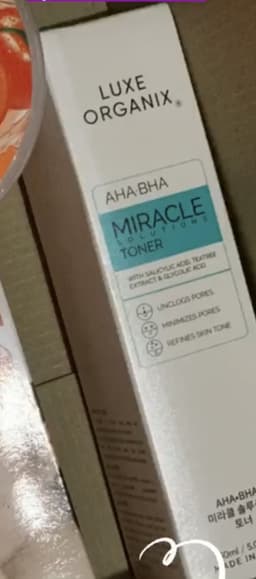 LUXE
ORGANIX®
AHA•BHA
MIRACLE
SOLUTIONS
TONER
WITH SALICYLIC ACID, TEATREE
EXTRACT & GLYCOLIC ACID
UNCLOGS PORES
MINIMIZES PORES
REFINES SKIN TONE
AHA•BHA
미라클 솔루
토너
MADE IN